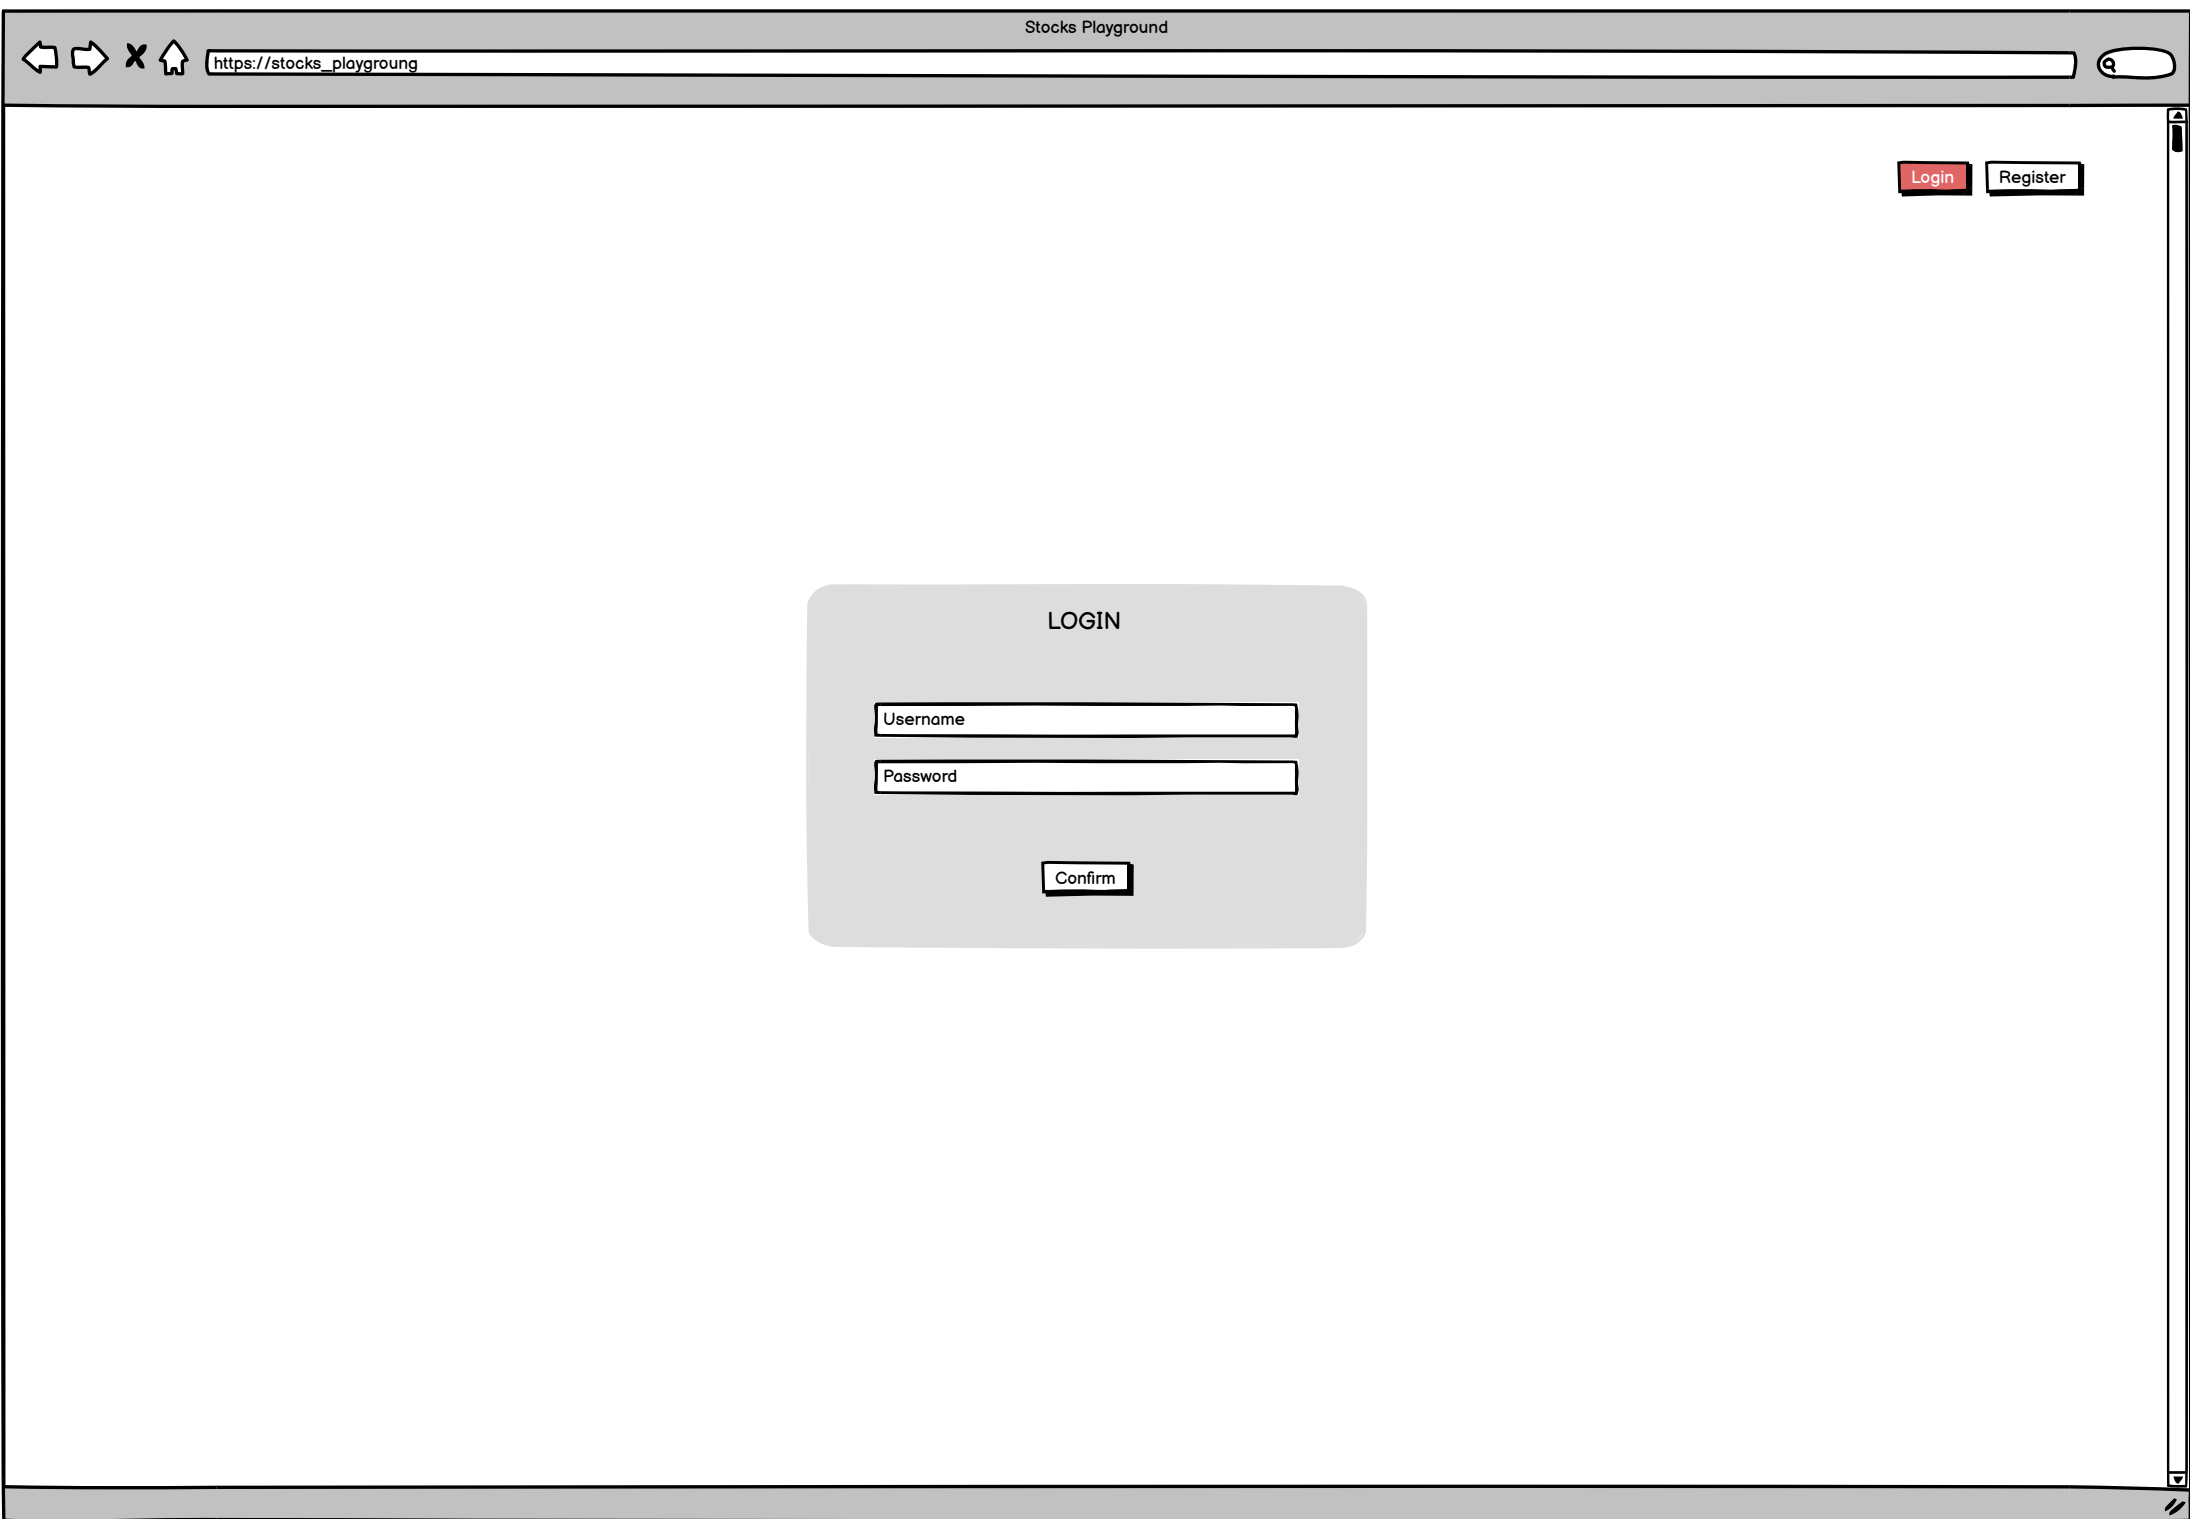 Stocks Playground
https://stocks_playgroung
Login Register
LOGIN
Username
Password
Confirm